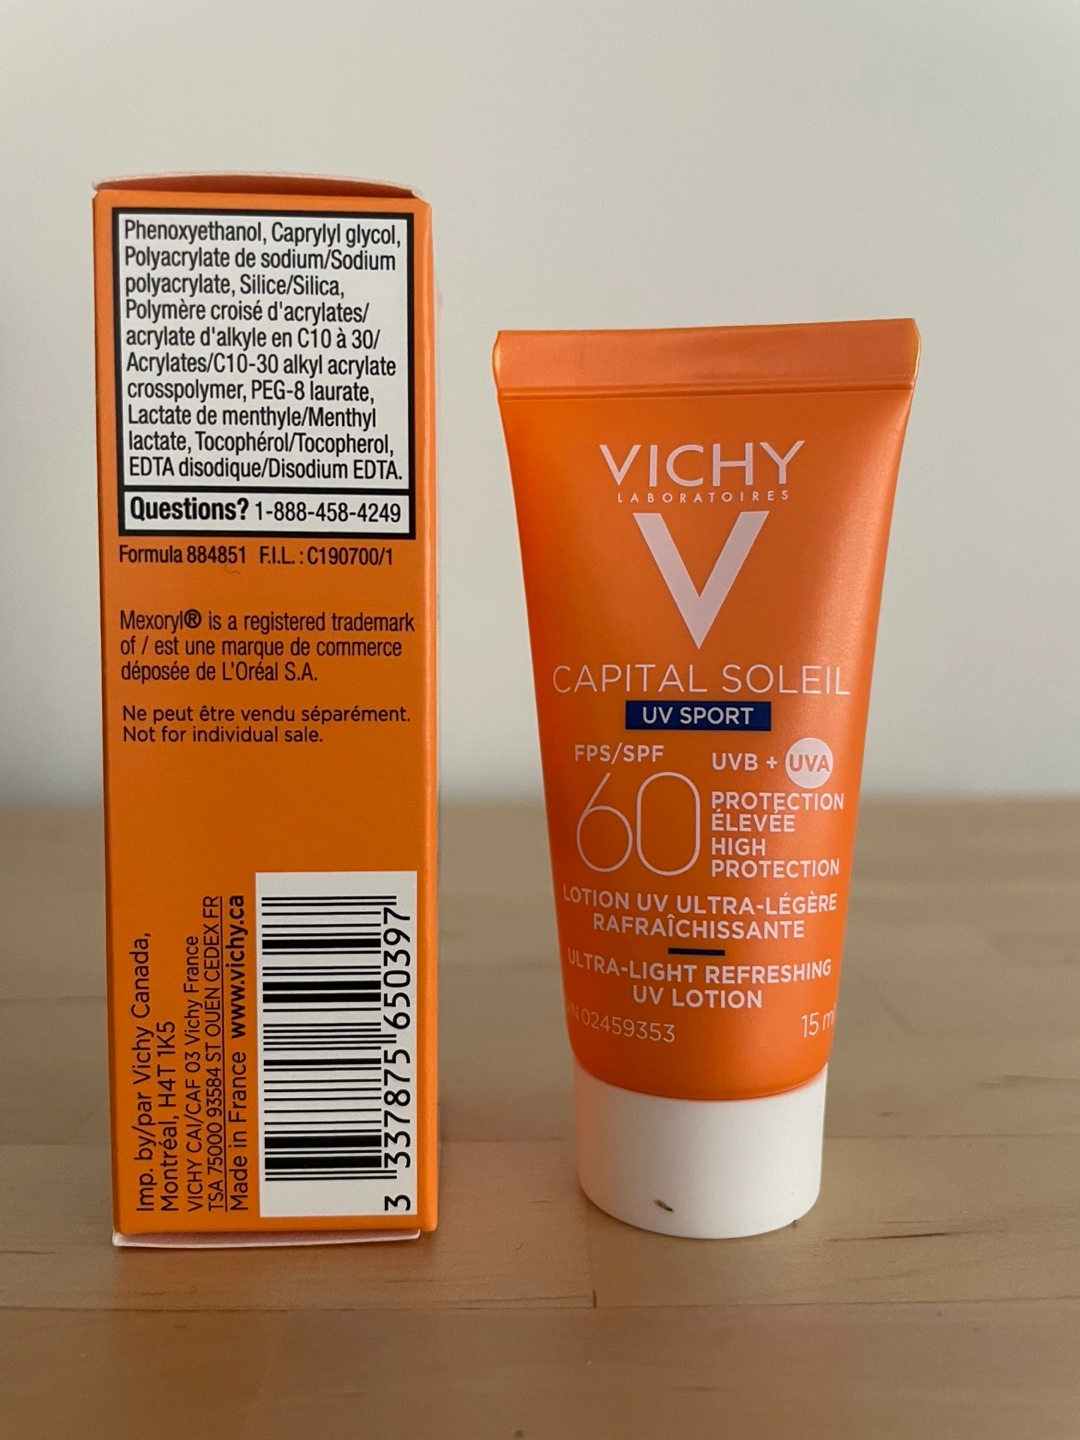 Phenoxyethanol, Caprylyl glycol,
Polyacrylate de sodium/Sodium
polyacrylate, Silice/Silica,
Polymère croisé d'acrylates/
acrylate d'alkyle en C10 à 30/
Acrylates/C10-30 alkyl acrylate
crosspolymer, PEG-8 laurate,
Lactate de menthyle/Menthyl
lactate, Tocophérol/Tocopherol,
EDTA disodique/Disodium EDTA.
Questions? 1-888-458-4249
Formula 884851 F.I.L. : C190700/1
Mexoryl® is a registered trademark
of / est une marque de commerce
déposée de L'Oréal S.A.
Ne peut être vendu séparément.
Not for individual sale.
Imp. by/par Vichy Canada,
Montréal, H4T 1K5
VICHY CAI/CAF 03 Vichy France
TSA 75000 93584 ST OUEN CEDEX FR
Made in France www.vichy.ca
3 337875 650397
VICHY
LABORATOIRES
V
CAPITAL SOLEIL
UV SPORT
FPS/SPF
60
UVB + UVA
PROTECTION
ÉLEVÉE
HIGH
PROTECTION
LOTION UV ULTRA-LÉGÈRE
RAFRAÎCHISSANTE
ULTRA-LIGHT REFRESHING
UV LOTION
02459353
15 ml